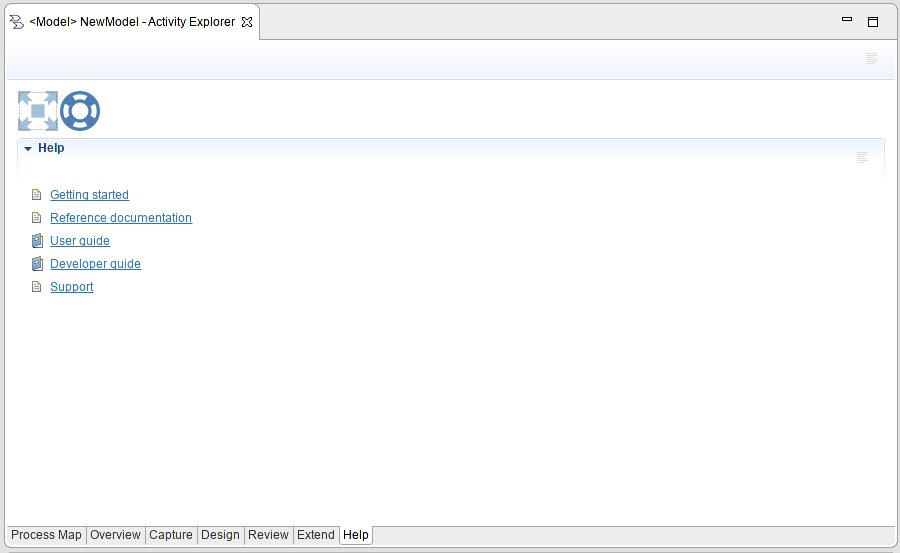 <Model> NewModel - Activity Explorer
Help
Getting started
Reference documentation
User guide
Developer guide
Support
Process Map Overview Capture Design Review Extend Help